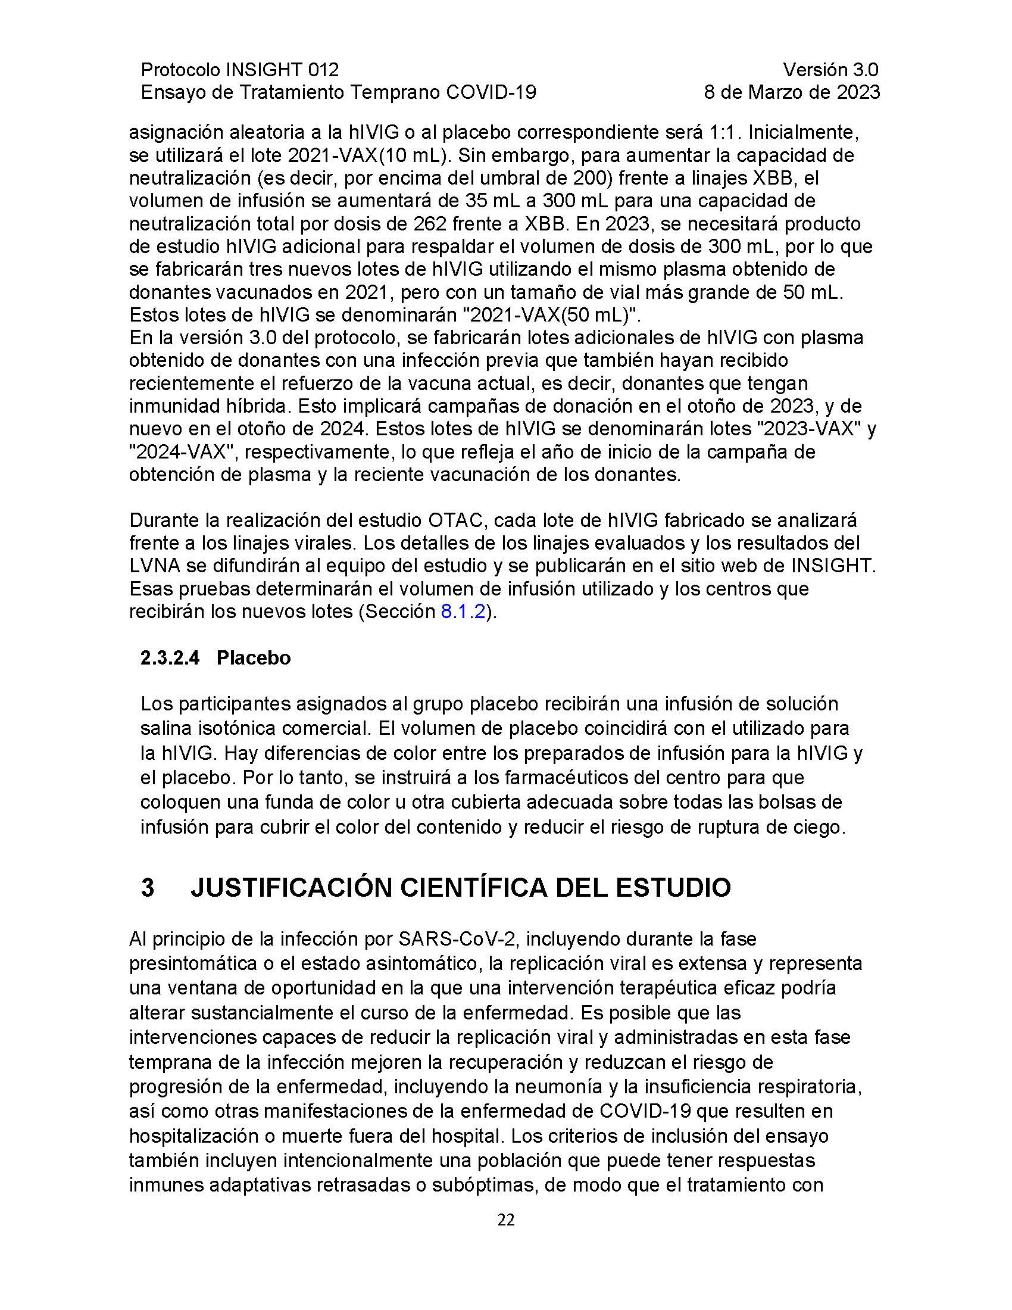 Protocolo INSIGHT 012 Versión 3.0
Ensayo de Tratamiento Temprano COVID-19 8 de Marzo de 2023
asignación aleatoria a la hIVIG o al placebo correspondiente será 1:1. Inicialmente,
se utilizará el lote 2021-VAX(10 mL). Sin embargo, para aumentar la capacidad de
neutralización (es decir, por encima del umbral de 200) frente a linajes XBB, el
volumen de infusión se aumentará de 35 mL a 300 mL para una capacidad de
neutralización total por dosis de 262 frente a XBB. En 2023, se necesitará producto
de estudio hIVIG adicional para respaldar el volumen de dosis de 300 mL, por lo que
se fabricarán tres nuevos lotes de hIVIG utilizando el mismo plasma obtenido de
donantes vacunados en 2021, pero con un tamaño de vial más grande de 50 mL.
Estos lotes de hIVIG se denominarán "2021-VAX(50 mL)".
En la versión 3.0 del protocolo, se fabricarán lotes adicionales de hIVIG con plasma
obtenido de donantes con una infección previa que también hayan recibido
recientemente el refuerzo de la vacuna actual, es decir, donantes que tengan
inmunidad híbrida. Esto implicará campañas de donación en el otoño de 2023, y de
nuevo en el otoño de 2024. Estos lotes de hIVIG se denominarán lotes "2023-VAX" y
"2024-VAX", respectivamente, lo que refleja el año de inicio de la campaña de
obtención de plasma y la reciente vacunación de los donantes.
Durante la realización del estudio OTAC, cada lote de hIVIG fabricado se analizará
frente a los linajes virales. Los detalles de los linajes evaluados y los resultados del
LVNA se difundirán al equipo del estudio y se publicarán en el sitio web de INSIGHT.
Esas pruebas determinarán el volumen de infusión utilizado y los centros que
recibirán los nuevos lotes (Sección 8.1.2).
2.3.2.4 Placebo
Los participantes asignados al grupo placebo recibirán una infusión de solución
salina isotónica comercial. El volumen de placebo coincidirá con el utilizado para
la hIVIG. Hay diferencias de color entre los preparados de infusión para la hIVIG y
el placebo. Por lo tanto, se instruirá a los farmacéuticos del centro para que
coloquen una funda de color u otra cubierta adecuada sobre todas las bolsas de
infusión para cubrir el color del contenido y reducir el riesgo de ruptura de ciego.
3 JUSTIFICACIÓN CIENTÍFICA DEL ESTUDIO
Al principio de la infección por SARS-CoV-2, incluyendo durante la fase
presintomática o el estado asintomático, la replicación viral es extensa y representa
una ventana de oportunidad en la que una intervención terapéutica eficaz podría
alterar sustancialmente el curso de la enfermedad. Es posible que las
intervenciones capaces de reducir la replicación viral y administradas en esta fase
temprana de la infección mejoren la recuperación y reduzcan el riesgo de
progresión de la enfermedad, incluyendo la neumonía y la insuficiencia respiratoria,
así como otras manifestaciones de la enfermedad de COVID-19 que resulten en
hospitalización o muerte fuera del hospital. Los criterios de inclusión del ensayo
también incluyen intencionalmente una población que puede tener respuestas
inmunes adaptativas retrasadas o subóptimas, de modo que el tratamiento con
22